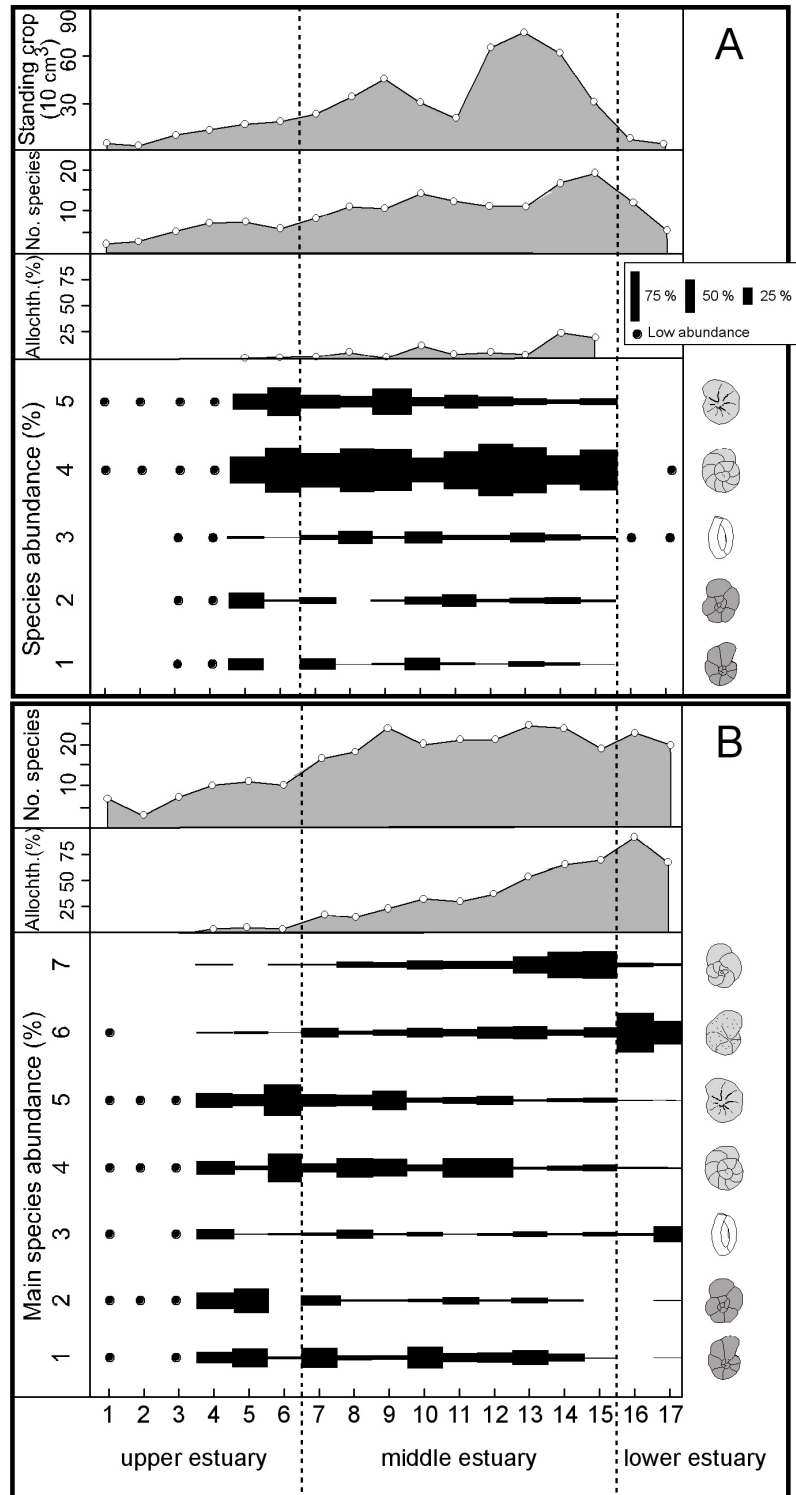 A
Standing crop
(10 cm³)
90
60
30
No. species
20
10
Allochth.(%)
75
50
25
75 %
50 %
25 %
Low abundance
Species abundance (%)
5
4
3
2
1
B
No. species
20
10
Allochth.(%)
75
50
25
Main species abundance (%)
7
6
5
4
3
2
1
1 2 3 4 5 6 7 8 9 10 11 12 13 14 15 16 17
upper estuary
middle estuary
lower estuary